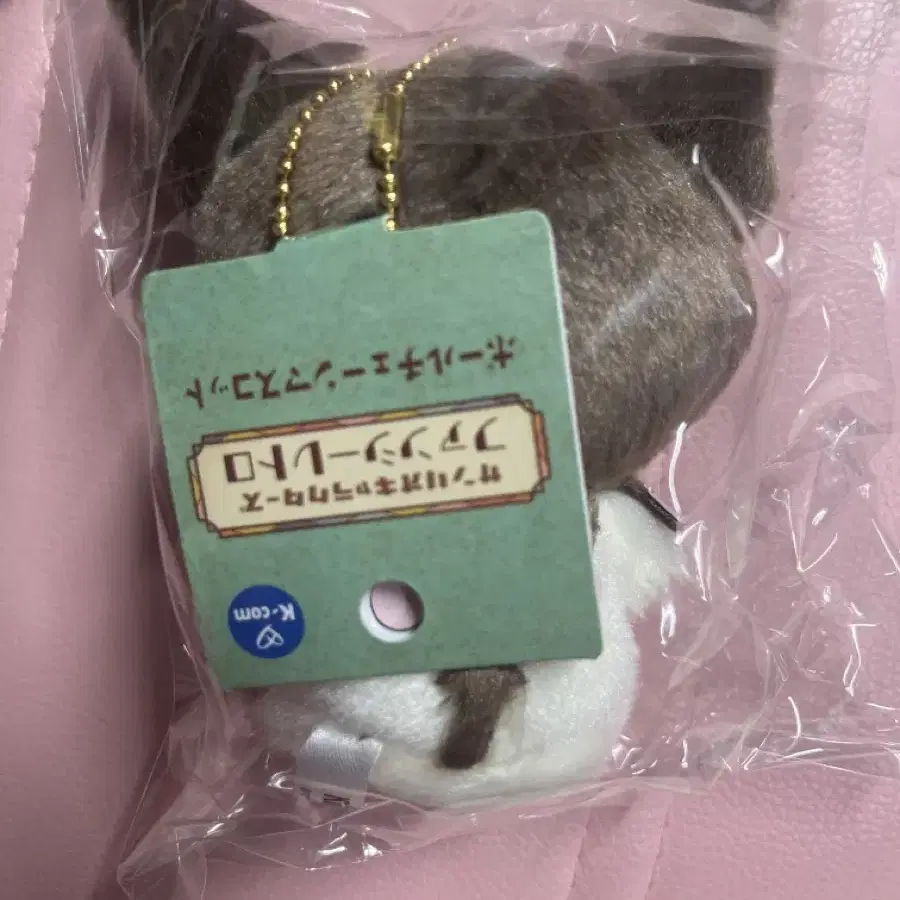 K-com
サンリオキャラクターズ
ファンシーレトロ
ボールチェーンマスコット